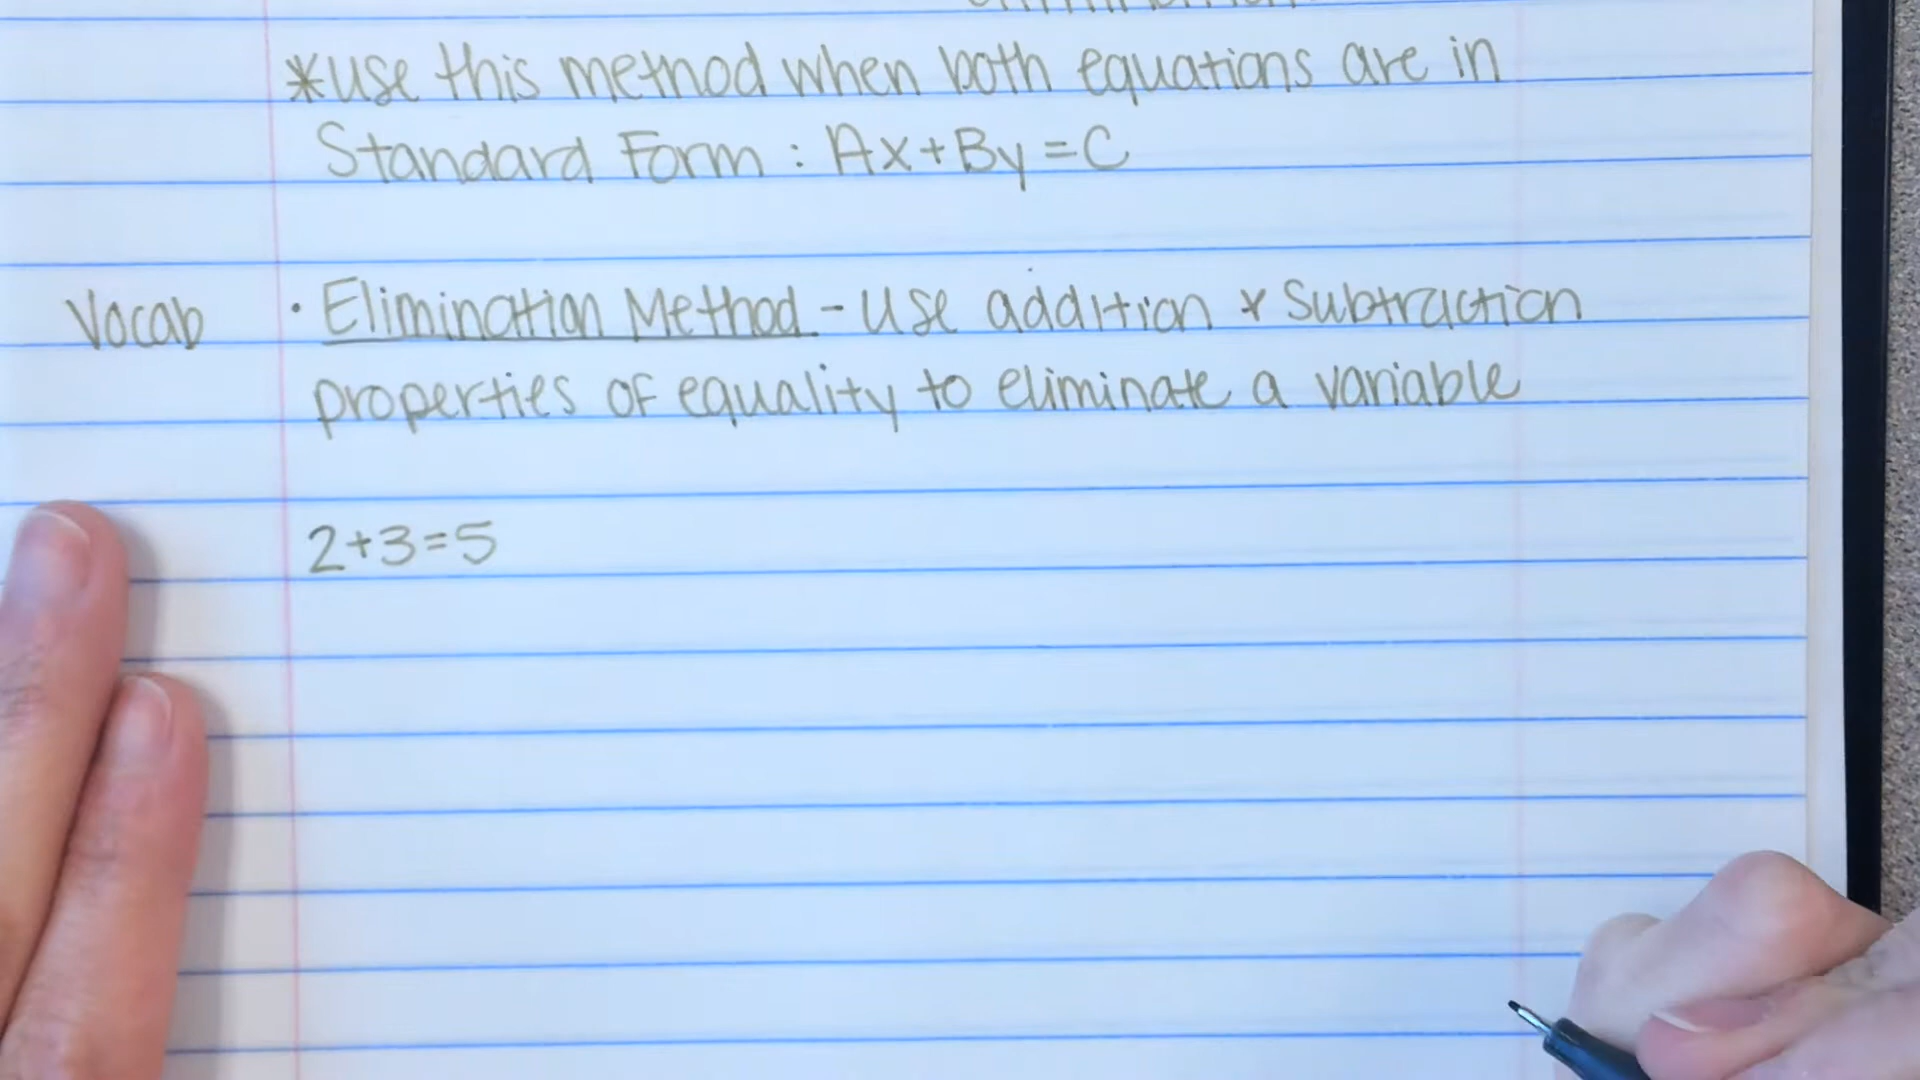 *use this method when both equations are in
Standard Form : Ax+By=C
Vocab · Elimination Method - use addition & Subtraction
properties of equality to eliminate a variable
2+3=5